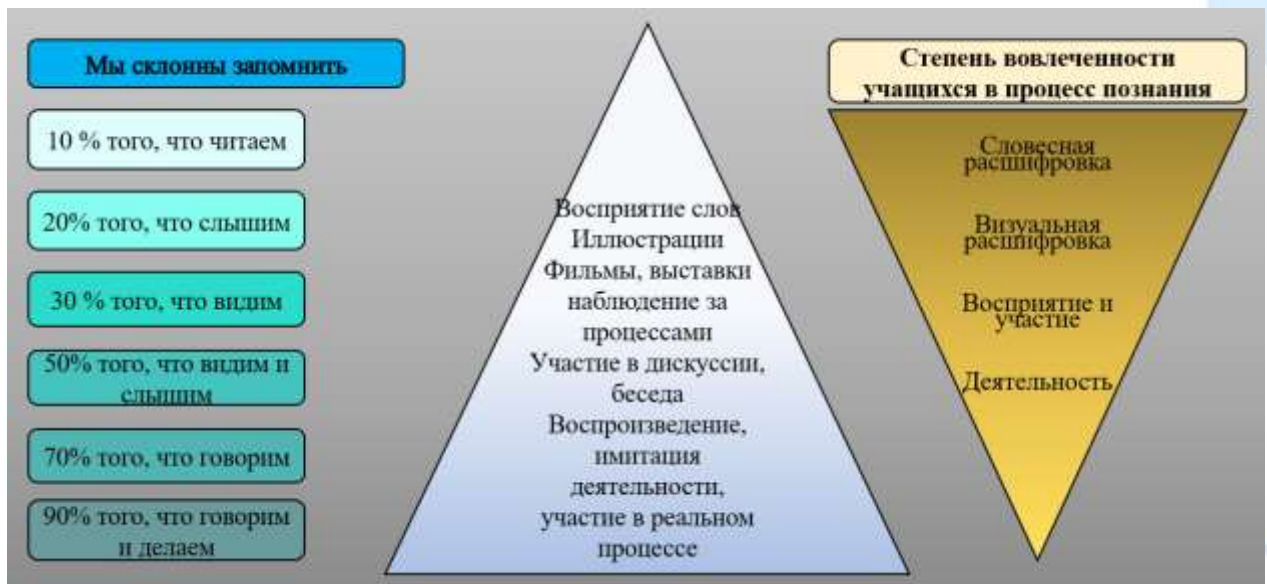 Мы склонны запомнить
10 % того, что читаем
20% того, что слышим
30 % того, что видим
50% того, что видим и
слышим
70% того, что говорим
90% того, что говорим
и делаем
Восприятие слов
Иллюстрации
Фильмы, выставки
наблюдение за
процессами
Участие в дискуссии,
беседа
Воспроизведение,
имитация
деятельности,
участие в реальном
процессе
Степень вовлеченности
учащихся в процесс познания
Словесная
расшифровка
Визуальная
расшифровка
Восприятие и
участие
Деятельность